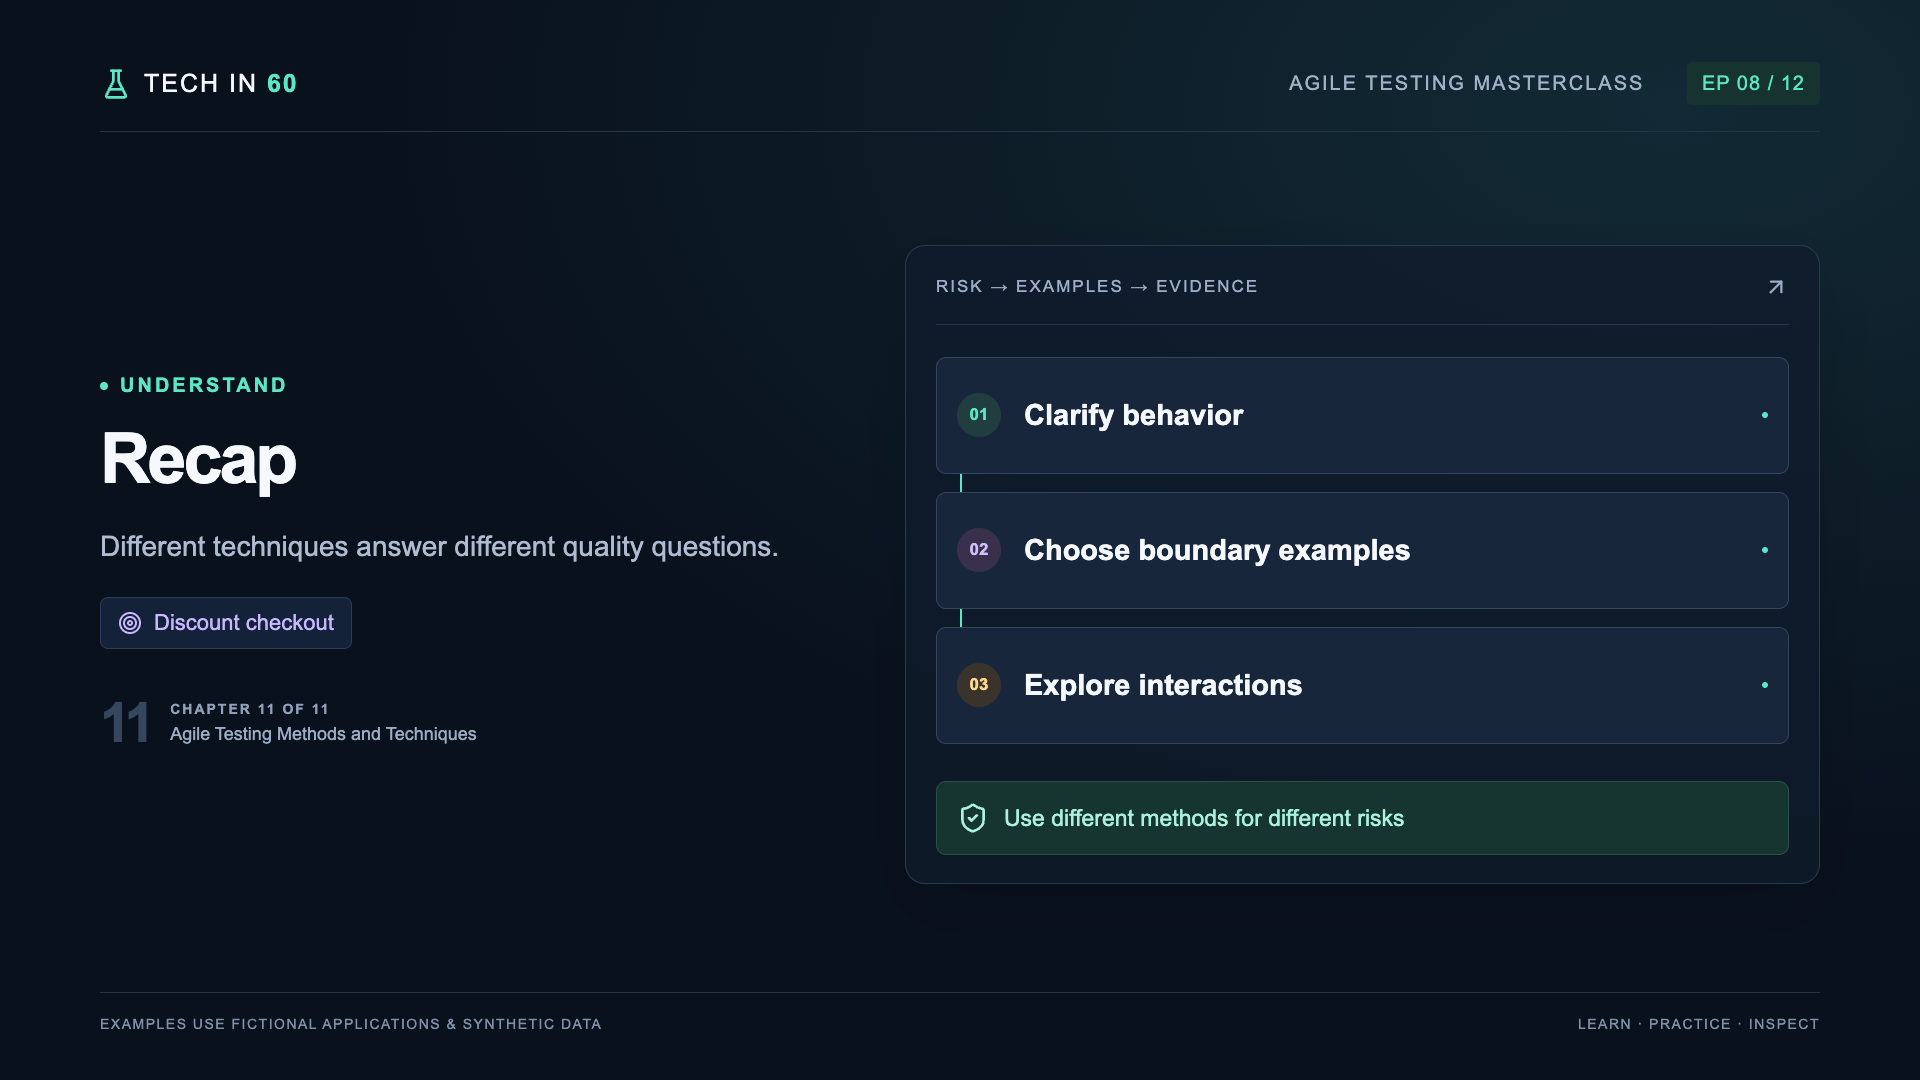 TECH IN 60
AGILE TESTING MASTERCLASS
EP 08 / 12
UNDERSTAND
Recap
Different techniques answer different quality questions.
Discount checkout
11
CHAPTER 11 OF 11
Agile Testing Methods and Techniques
RISK → EXAMPLES → EVIDENCE
01
Clarify behavior
02
Choose boundary examples
03
Explore interactions
Use different methods for different risks
EXAMPLES USE FICTIONAL APPLICATIONS & SYNTHETIC DATA
LEARN · PRACTICE · INSPECT